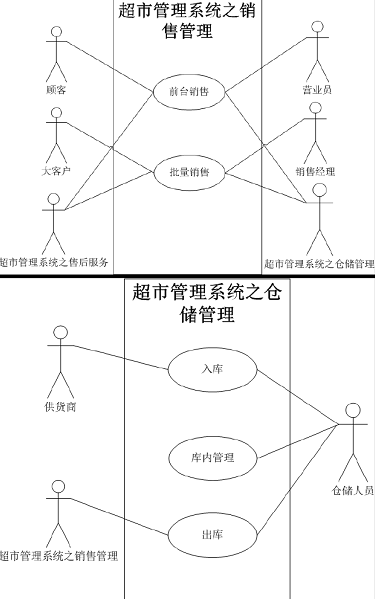 超市管理系统之销
售管理
顾客
前台销售
营业员
大客户
批量销售
销售经理
超市管理系统之售后服务
超市管理系统之仓储管理
超市管理系统之仓
储管理
供货商
入库
库内管理
仓储人员
超市管理系统之销售管理
出库